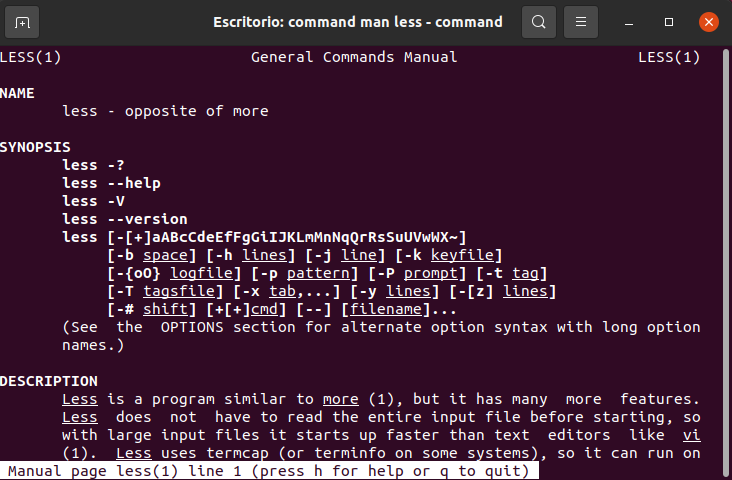 Escritorio: command man less - command
LESS(1) General Commands Manual LESS(1)
NAME
less - opposite of more
SYNOPSIS
less -?
less --help
less -V
less --version
less [-[+]aABcCdeEfFgGiIJKLmMnNqQrRsSuUVwWX~]
[-b space] [-h lines] [-j line] [-k keyfile]
[-{oO} logfile] [-p pattern] [-P prompt] [-t tag]
[-T tagsfile] [-x tab,...] [-y lines] [-[z] lines]
[-# shift] [+[+]cmd] [--] [filename]...
(See the OPTIONS section for alternate option syntax with long option
names.)
DESCRIPTION
Less is a program similar to more (1), but it has many more features.
Less does not have to read the entire input file before starting, so
with large input files it starts up faster than text editors like vi
(1). Less uses termcap (or terminfo on some systems), so it can run on
Manual page less(1) line 1 (press h for help or q to quit)